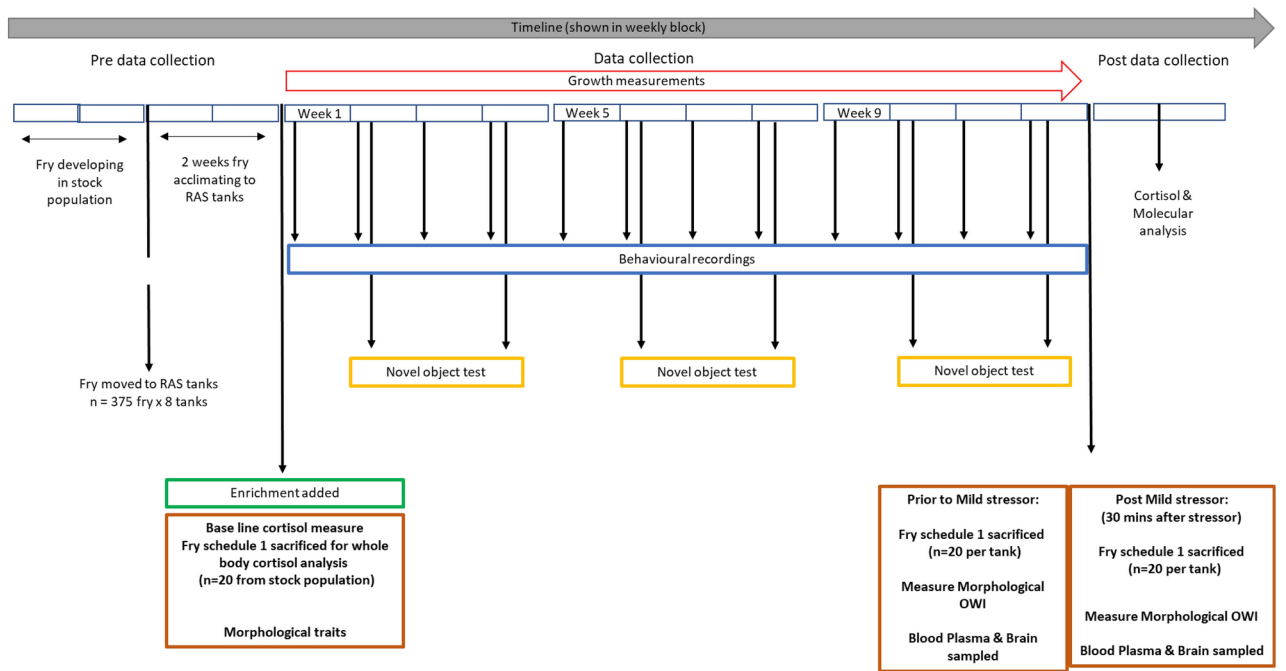 Timeline (shown in weekly block)
Pre data collection
Data collection
Post data collection
Growth measurements
Week 1
Week 5
Week 9
Fry developing
in stock
population
2 weeks fry
acclimating to
RAS tanks
Cortisol &
Molecular
analysis
Behavioural recordings
Fry moved to RAS tanks
n = 375 fry x 8 tanks
Novel object test
Novel object test
Novel object test
Enrichment added
Base line cortisol measure
Fry schedule 1 sacrificed for whole
body cortisol analysis
(n=20 from stock population)
Morphological traits
Prior to Mild stressor:
Fry schedule 1 sacrificed
(n=20 per tank)
Measure Morphological
OWI
Blood Plasma & Brain
sampled
Post Mild stressor:
(30 mins after stressor)
Fry schedule 1 sacrificed
(n=20 per tank)
Measure Morphological OWI
Blood Plasma & Brain sampled